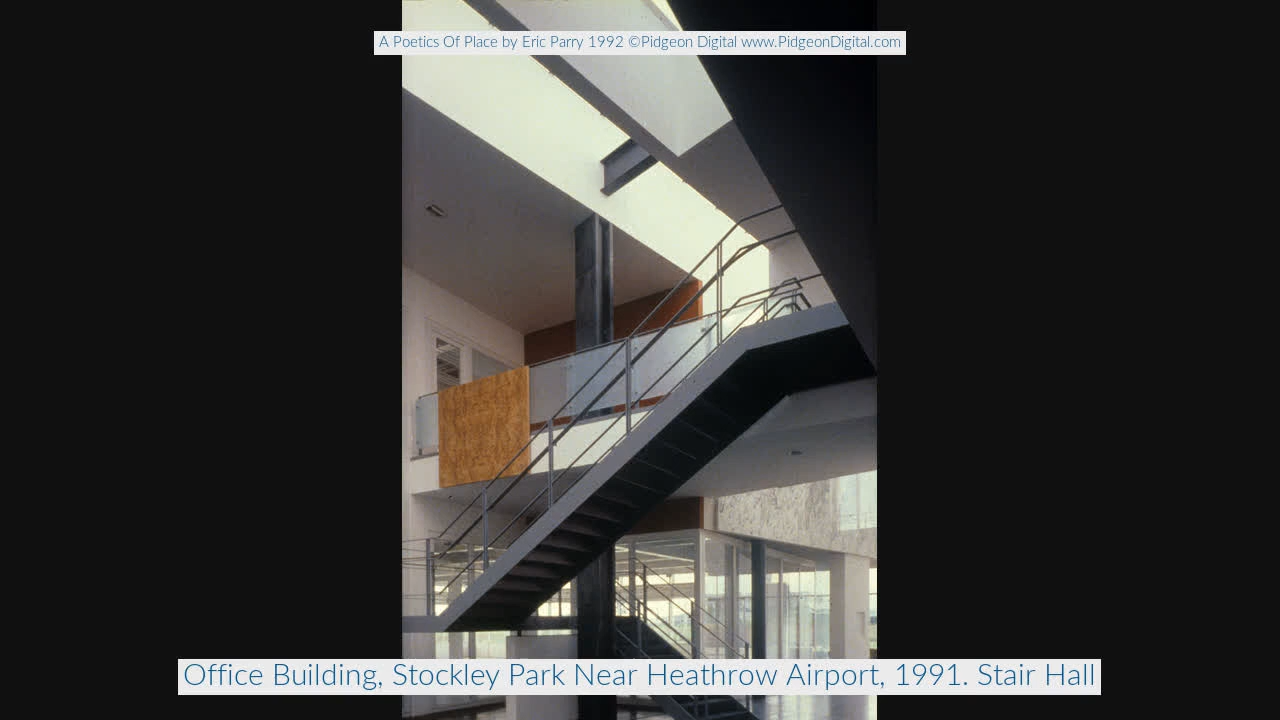 A Poetics Of Place by Eric Parry 1992 ©Pidgeon Digital www.PidgeonDigital.com
Office Building, Stockley Park Near Heathrow Airport, 1991. Stair Hall